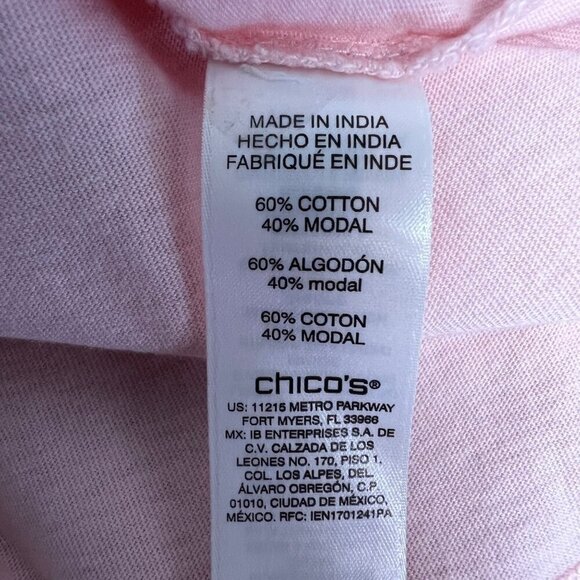 MADE IN INDIA
HECHO EN INDIA
FABRIQUÉ EN INDE
60% COTTON
40% MODAL
60% ALGODÓN
40% modal
60% COTON
40% MODAL
chico's®
US: 11215 METRO PARKWAY
FORT MYERS, FL 33966
MX: IB ENTERPRISES S.A. DE
C.V. CALZADA DE LOS
LEONES NO. 170, PISO 1.
COL. LOS ALPES, DEL.
ÁLVARO OBREGÓN, C.P.
01010, CIUDAD DE MÉXICO,
MÉXICO. RFC: IEN1701241PA